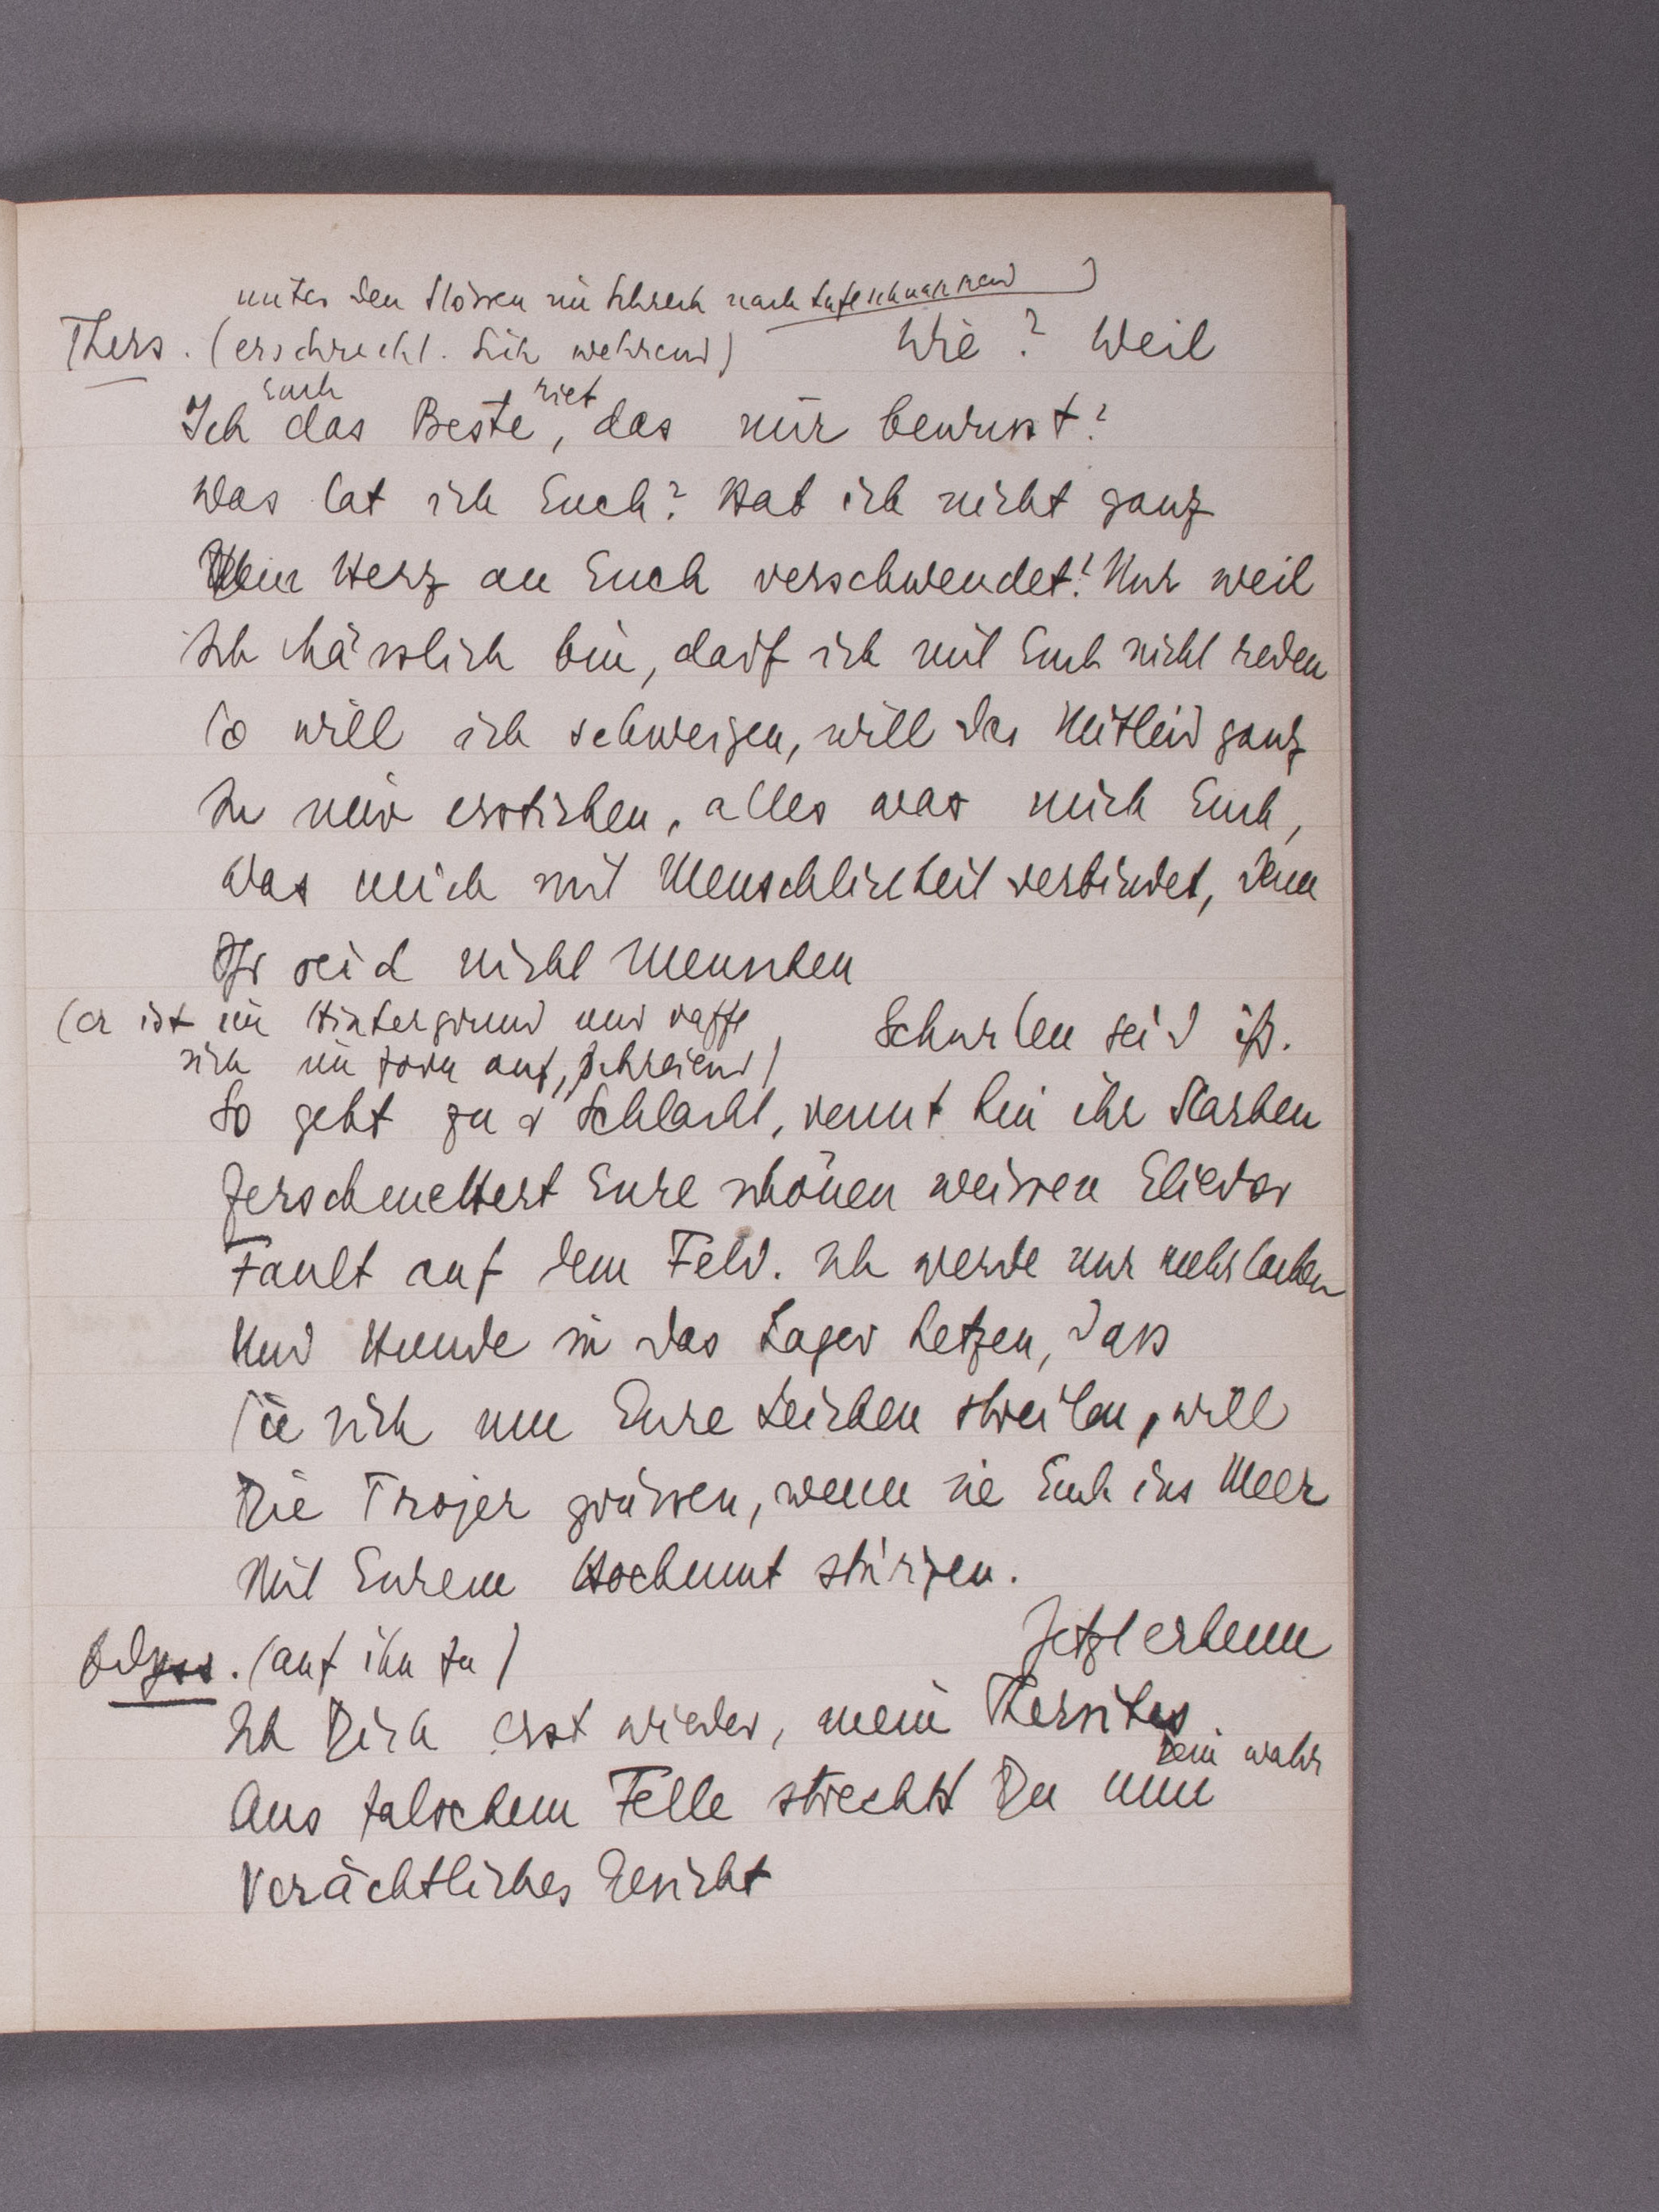 unter den Stössen im Schreck nach Luft schnappend)
Thers. (erschreckt. Sich wehrend) Wie? Weil
Ich Euch das Beste riet, das mir bewusst?
Was tat ich Euch? Hab ich nicht ganz
Mein Herz an Euch verschwendet! Nur weil
Ich hässlich bin, darf ich mit Euch nicht reden
So will ich schweigen, will das Mitleid ganz
In mir ersticken, alles was mich Euch,
Was mich mit Menschlichkeit verbindet, denn
Ihr seid nicht Menschen
(er ist im Hintergrund und rafft Schurken seid ihr.
sich im Zorn auf, schreiend)
So geht zur Schlacht, rennt hin ihr Starken
Zerschmettert Eure schönen weissen Glieder
Fault auf dem Feld. Ich werde nur mehr lachen
Und Hunde in das Lager hetzen, dass
Sie sich um Eure Leichen streiten, will
Die Trojer grüssen, wenn sie Euch ins Meer
Mit Eurem Hochmut stürzen.
Jetzt erkenn
Odyss. (auf ihn zu)
Ich Dich erst wieder, mein Thersites.
dein wahr
Aus falschem Felle streckst Du nun
Verächtliches Gesicht